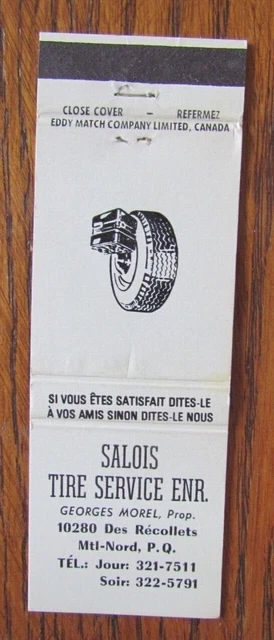 CLOSE COVER – REFERMEZ
EDDY MATCH COMPANY LIMITED, CANADA
SI VOUS ÊTES SATISFAIT DITES-LE
À VOS AMIS SINON DITES-LE NOUS
SALOIS
TIRE SERVICE ENR.
GEORGES MOREL, Prop.
10280 Des Récollets
Mtl-Nord, P.Q.
TÉL.: Jour: 321-7511
Soir: 322-5791